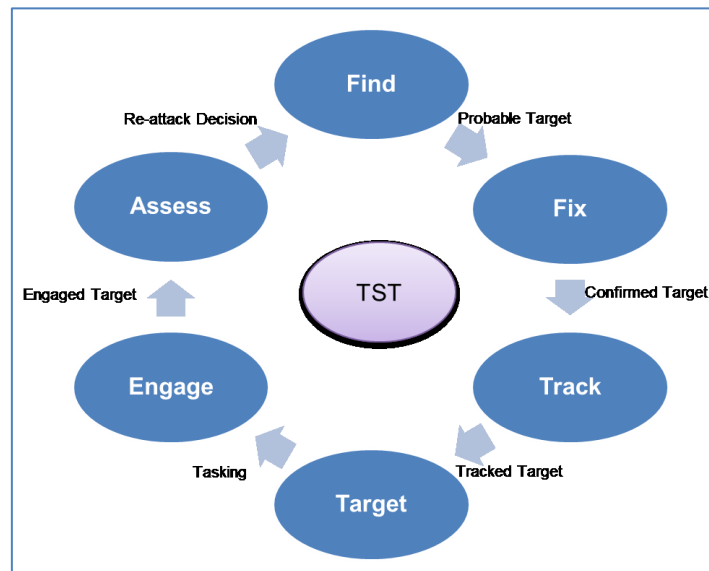 Find
Re-attack Decision
Probable Target
Assess
Fix
TST
Engaged Target
Confirmed Target
Engage
Track
Tasking
Tracked Target
Target